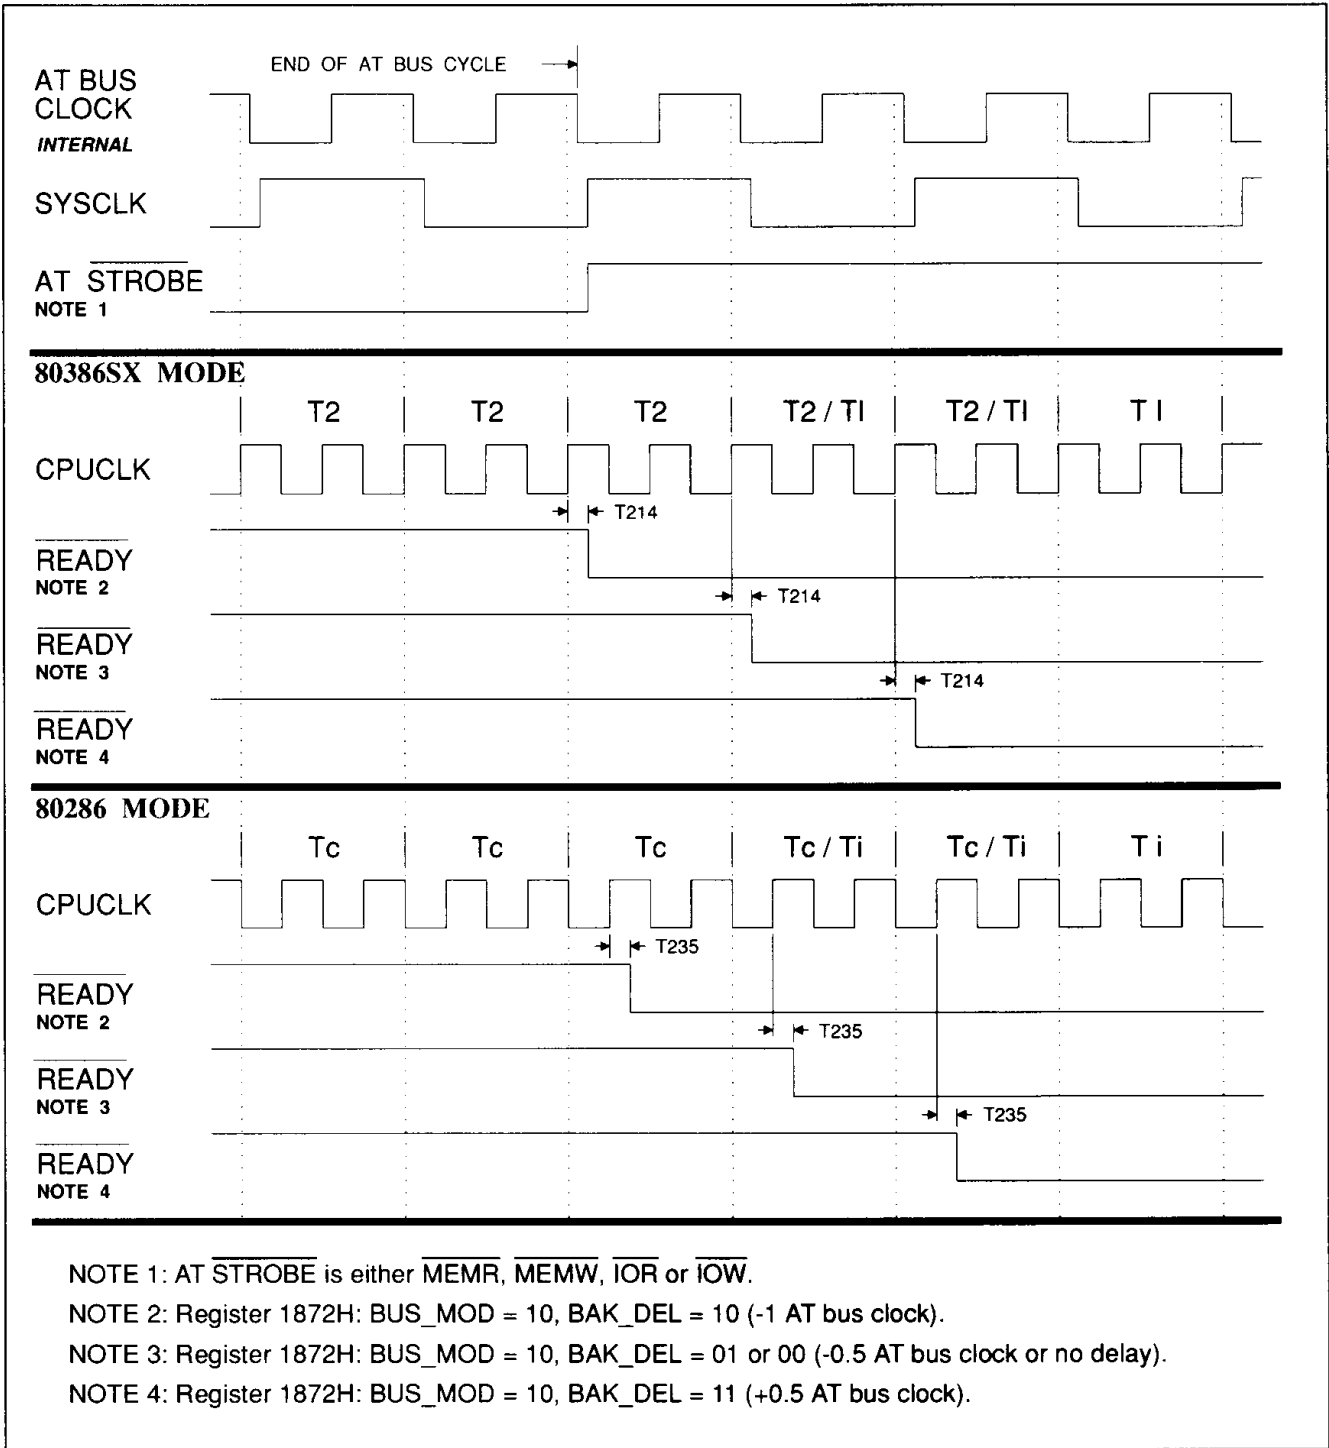 END OF AT BUS CYCLE
AT BUS
CLOCK
INTERNAL
SYSCLK
AT STROBE
NOTE 1
80386SX MODE
T2 T2 T2 T2 / TI T2 / TI T I
CPUCLK
T214
READY
NOTE 2
T214
READY
NOTE 3
T214
READY
NOTE 4
80286 MODE
Tc Tc Tc Tc / Ti Tc / Ti T i
CPUCLK
T235
READY
NOTE 2
T235
READY
NOTE 3
T235
READY
NOTE 4
NOTE 1: AT STROBE is either MEMR, MEMW, IOR or IOW.
NOTE 2: Register 1872H: BUS_MOD = 10, BAK_DEL = 10 (-1 AT bus clock).
NOTE 3: Register 1872H: BUS_MOD = 10, BAK_DEL = 01 or 00 (-0.5 AT bus clock or no delay).
NOTE 4: Register 1872H: BUS_MOD = 10, BAK_DEL = 11 (+0.5 AT bus clock).